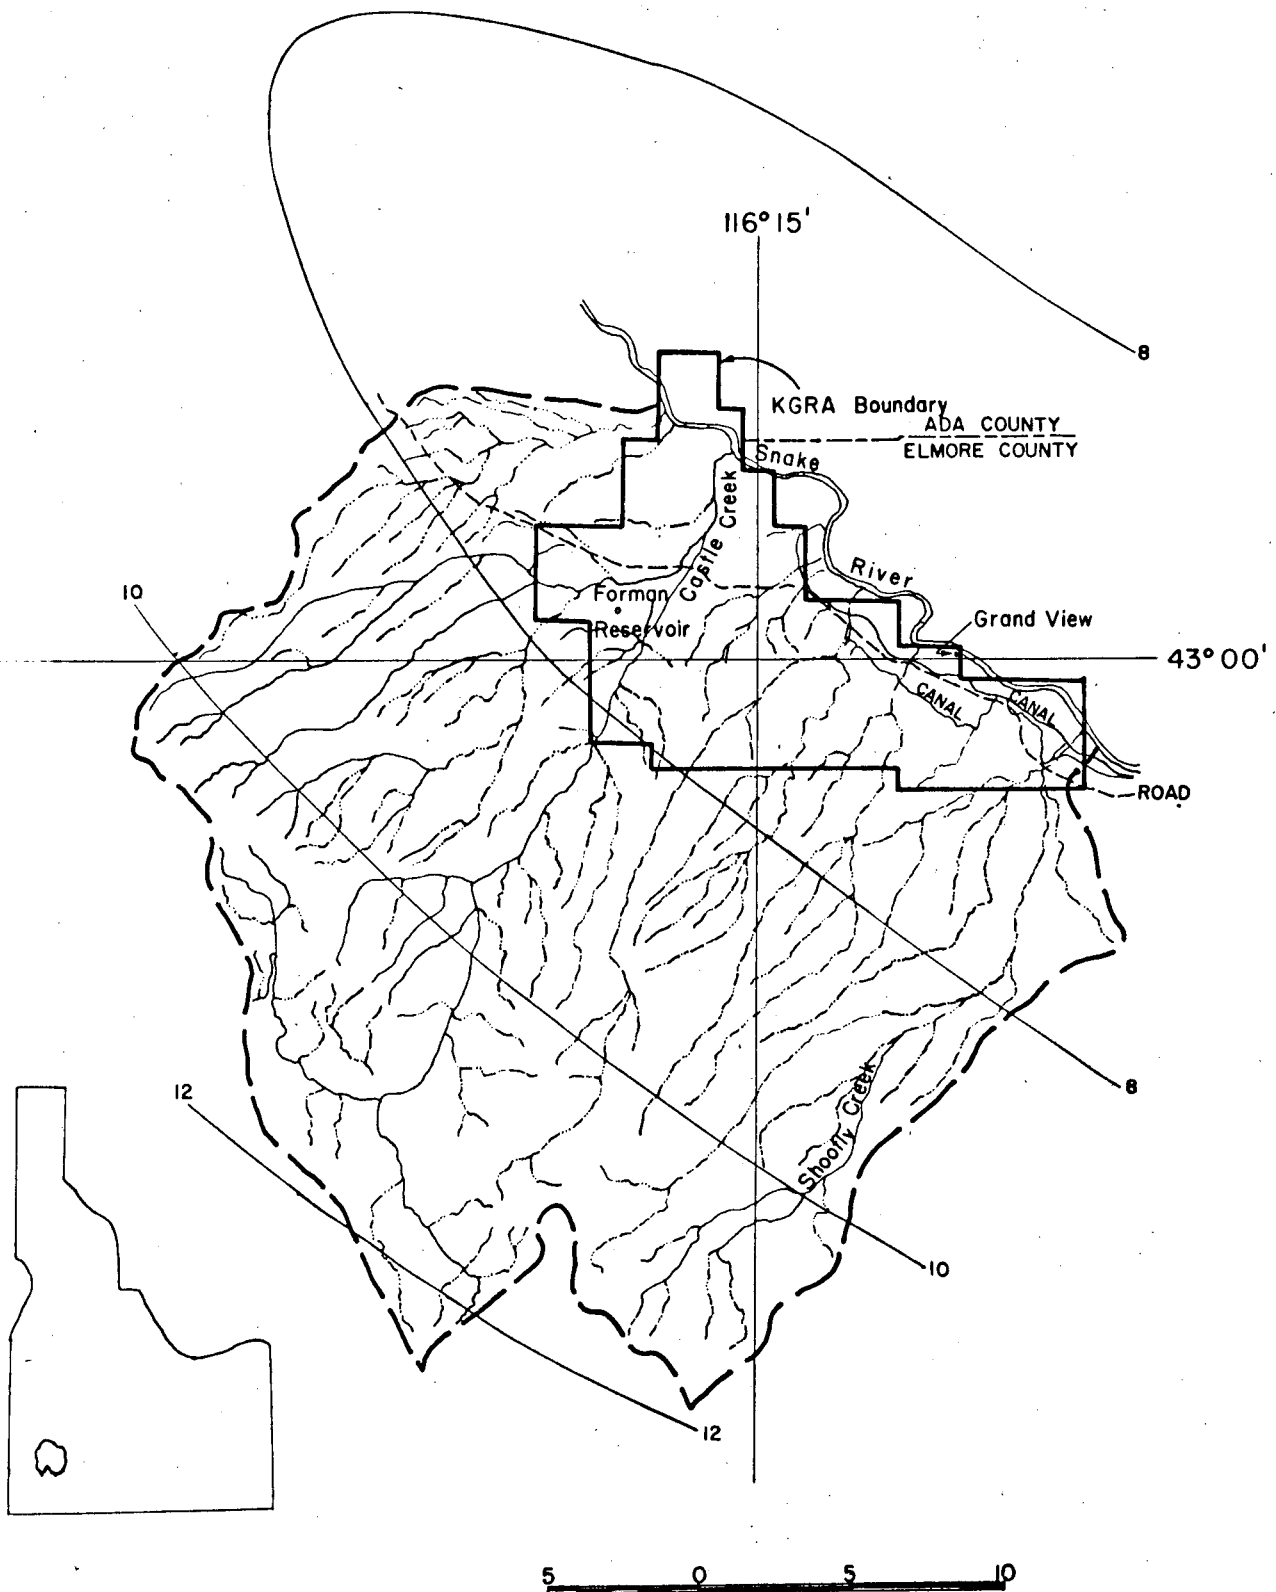 116°15'
8
KGRA Boundary
ADA COUNTY
ELMORE COUNTY
Snake
Castle Creek
River
10
Forman
Reservoir
Grand View
43°00'
CANAL
CANAL
ROAD
12
8
Shoofly Creek
10
12
5 0 5 10